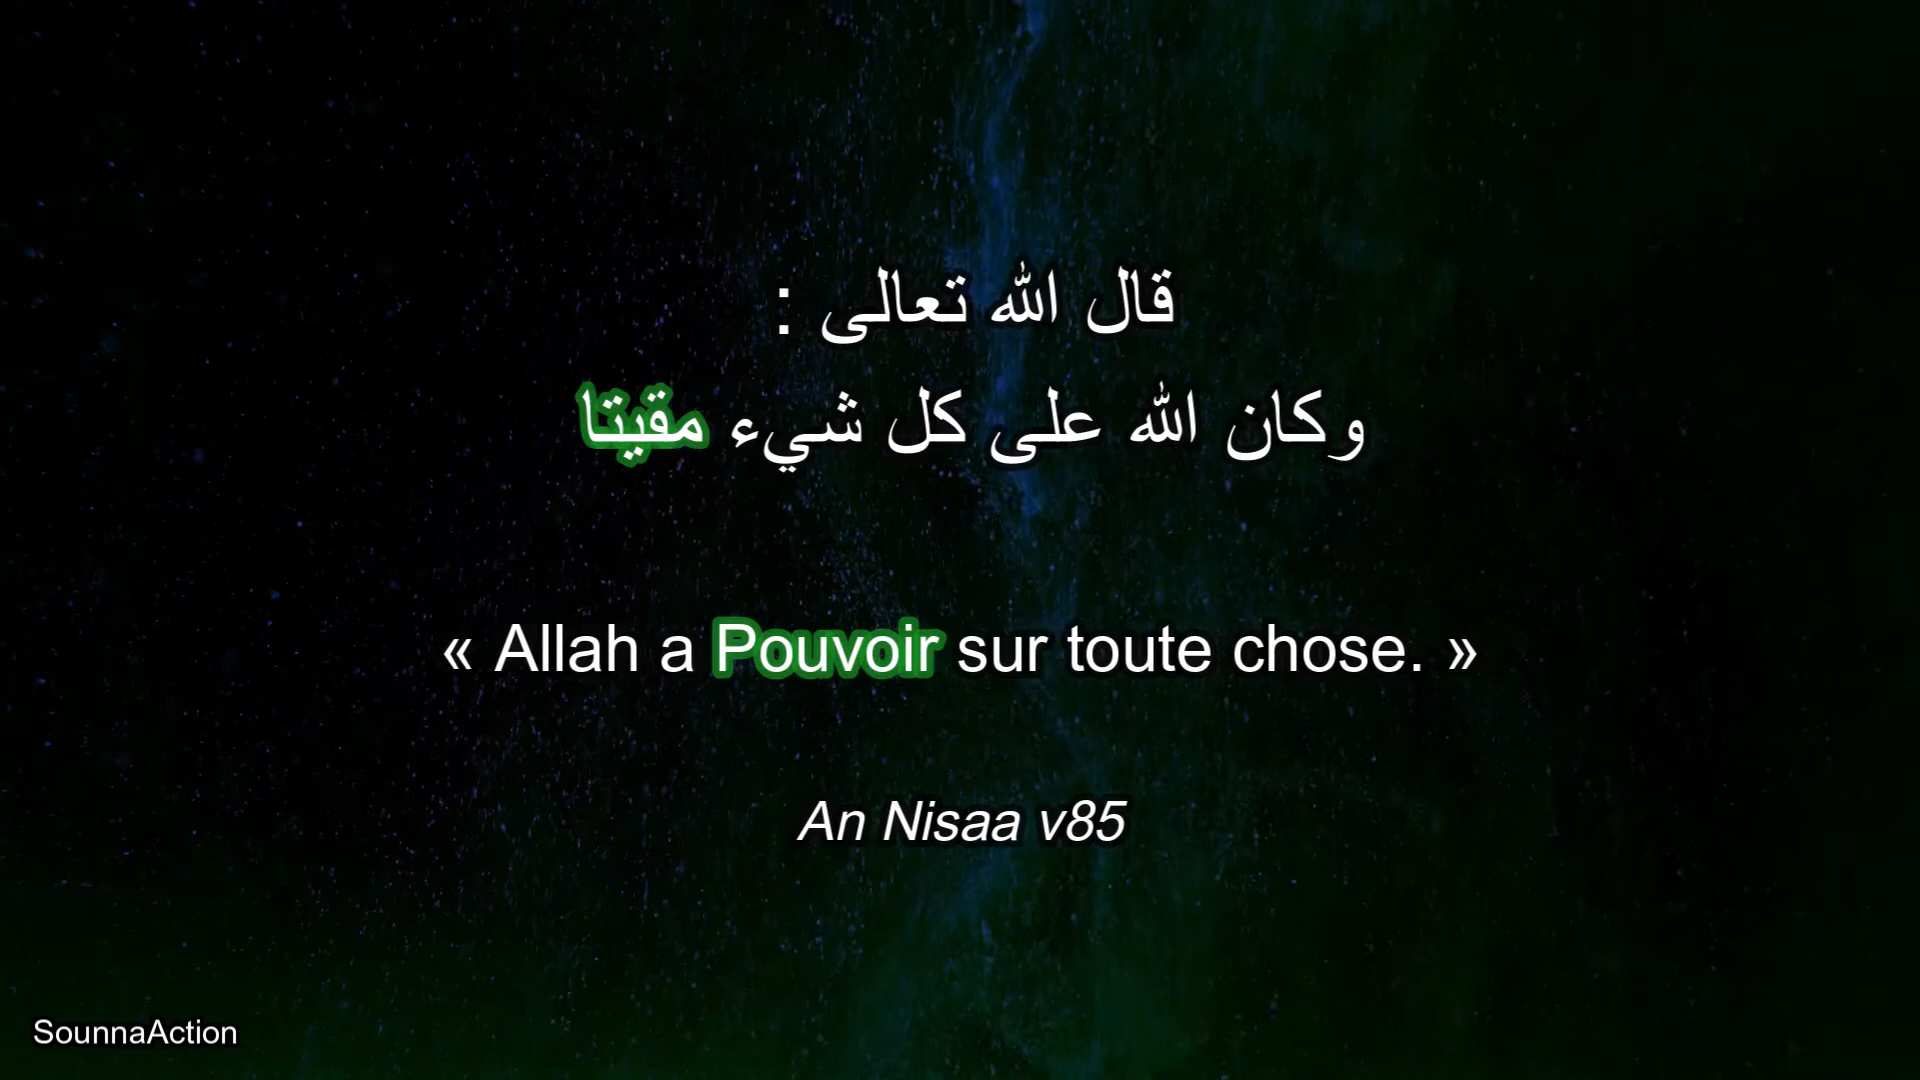 قال الله تعالى :
وكان الله على كل شيء مقيتا
« Allah a Pouvoir sur toute chose. »
An Nisaa v85
SounnaAction